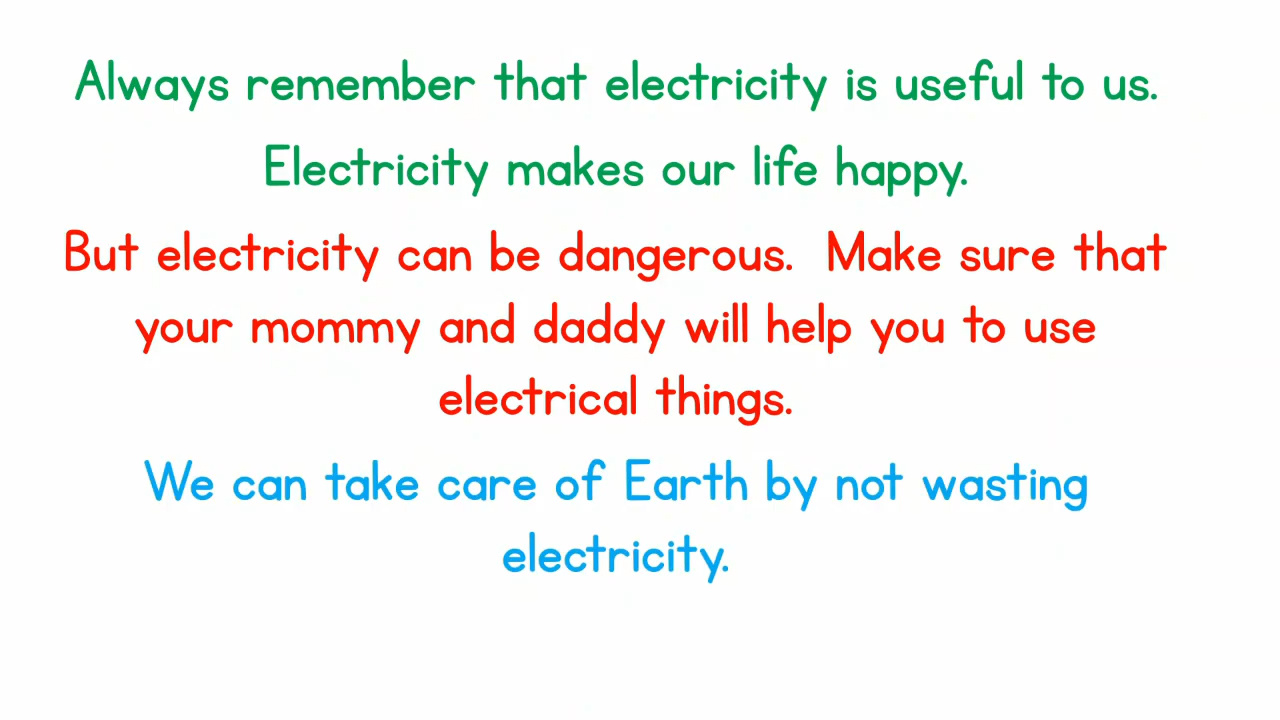 Always remember that electricity is useful to us.
Electricity makes our life happy.
But electricity can be dangerous.  Make sure that
your mommy and daddy will help you to use
electrical things.
We can take care of Earth by not wasting
electricity.